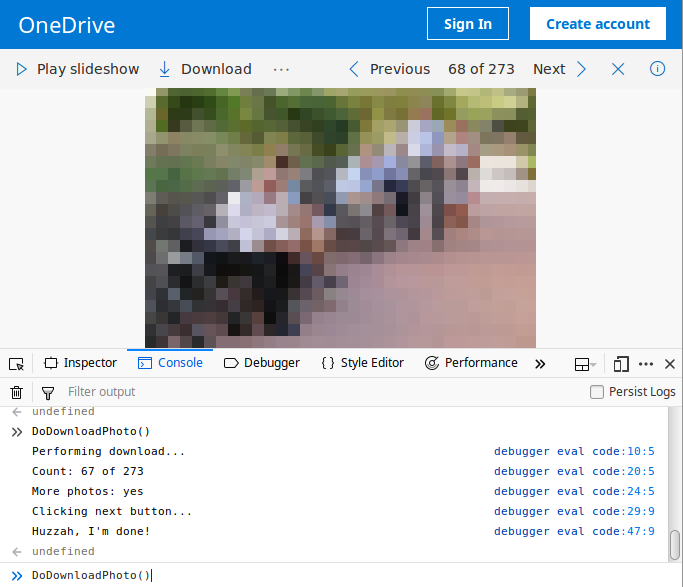 OneDrive Sign In Create account
Play slideshow Download ··· Previous 68 of 273 Next
Inspector Console Debugger { } Style Editor Performance
Filter output Persist Logs
undefined
DoDownloadPhoto()
Performing download... debugger eval code:10:5
Count: 67 of 273 debugger eval code:20:5
More photos: yes debugger eval code:24:5
Clicking next button... debugger eval code:29:9
Huzzah, I'm done! debugger eval code:47:9
undefined
DoDownloadPhoto()